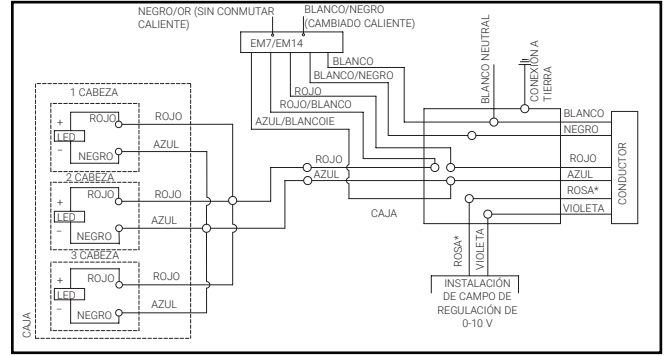 NEGRO/OR (SIN CONMUTAR
CALIENTE)
BLANCO/NEGRO
(CAMBIADO CALIENTE)
EM7/EM14
BLANCO
BLANCO/NEGRO
ROJO
ROJO/BLANCO
AZUL/BLANCOIE
BLANCO NEUTRAL
CONEXIÓN A
TIERRA
1 CABEZA
+
ROJO
LED
–
NEGRO
ROJO
AZUL
2 CABEZA
+
ROJO
LED
–
NEGRO
ROJO
AZUL
3 CABEZA
+
ROJO
LED
–
NEGRO
ROJO
AZUL
CAJA
ROJO
AZUL
CAJA
BLANCO
NEGRO
ROJO
AZUL
ROSA*
VIOLETA
CONDUCTOR
ROSA*
VIOLETA
INSTALACIÓN
DE CAMPO DE
REGULACIÓN DE
0-10 V